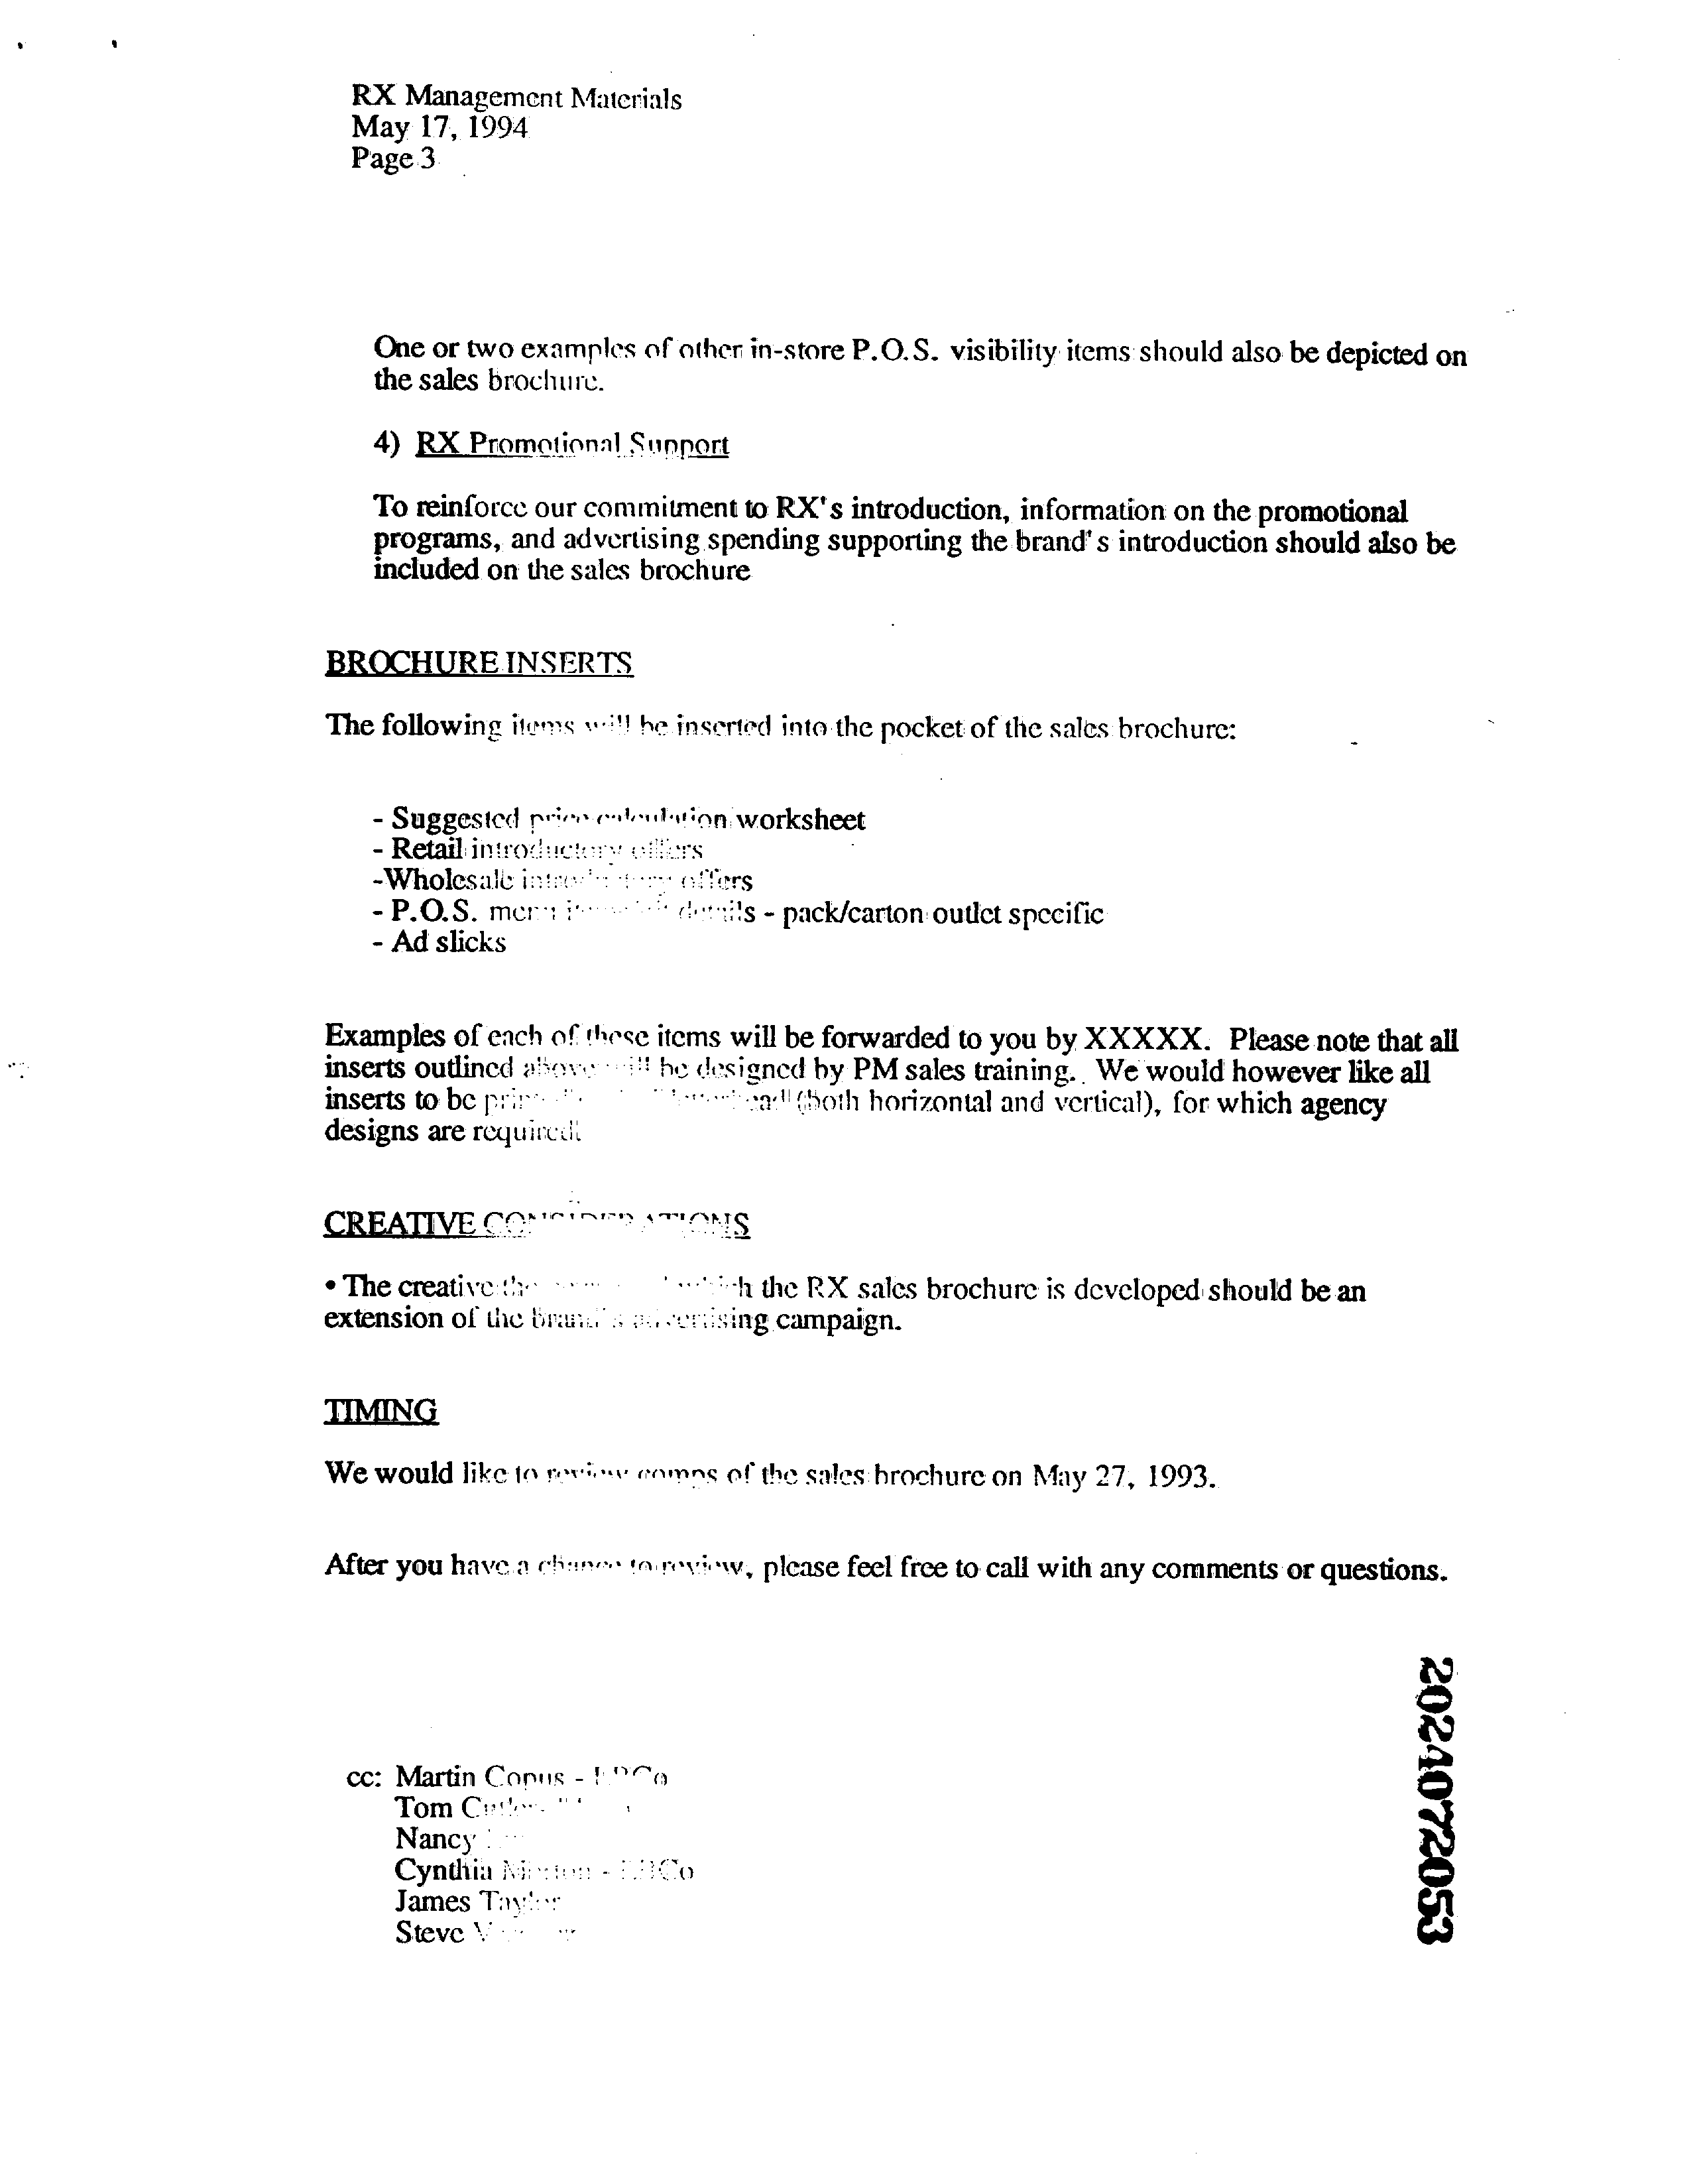 RX Management Materials
May 17, 1994
Page 3
One or two examples of other in-store P.O.S. visibility items should also be depicted on
the sales brochure.
4) RX Promotional Support
To reinforce our commitment to RX's introduction, information on the promotional
programs, and advertising spending supporting the brand's introduction should also be
included on the sales brochure
BROCHURE INSERTS
The following items will be inserted into the pocket of the sales brochure:
- Suggested price calculation worksheet
- Retail introductory offers
-Wholesale introductory offers
- P.O.S. menu details - pack/carton outlet specific
- Ad slicks
Examples of each of these items will be forwarded to you by XXXXX. Please note that all
inserts outlined above will be designed by PM sales training. We would however like all
inserts to be (both horizontal and vertical), for which agency
designs are required.
CREATIVE CONSIDERATIONS
• The creative which the RX sales brochure is developed should be an
extension of the brand's advertising campaign.
TIMING
We would like to review comps of the sales brochure on May 27, 1993.
After you have a chance to review, please feel free to call with any comments or questions.
cc: Martin Copus - LBCo
Tom
Nancy
Cynthia - LBCo
James Taylor
Steve
2024072053